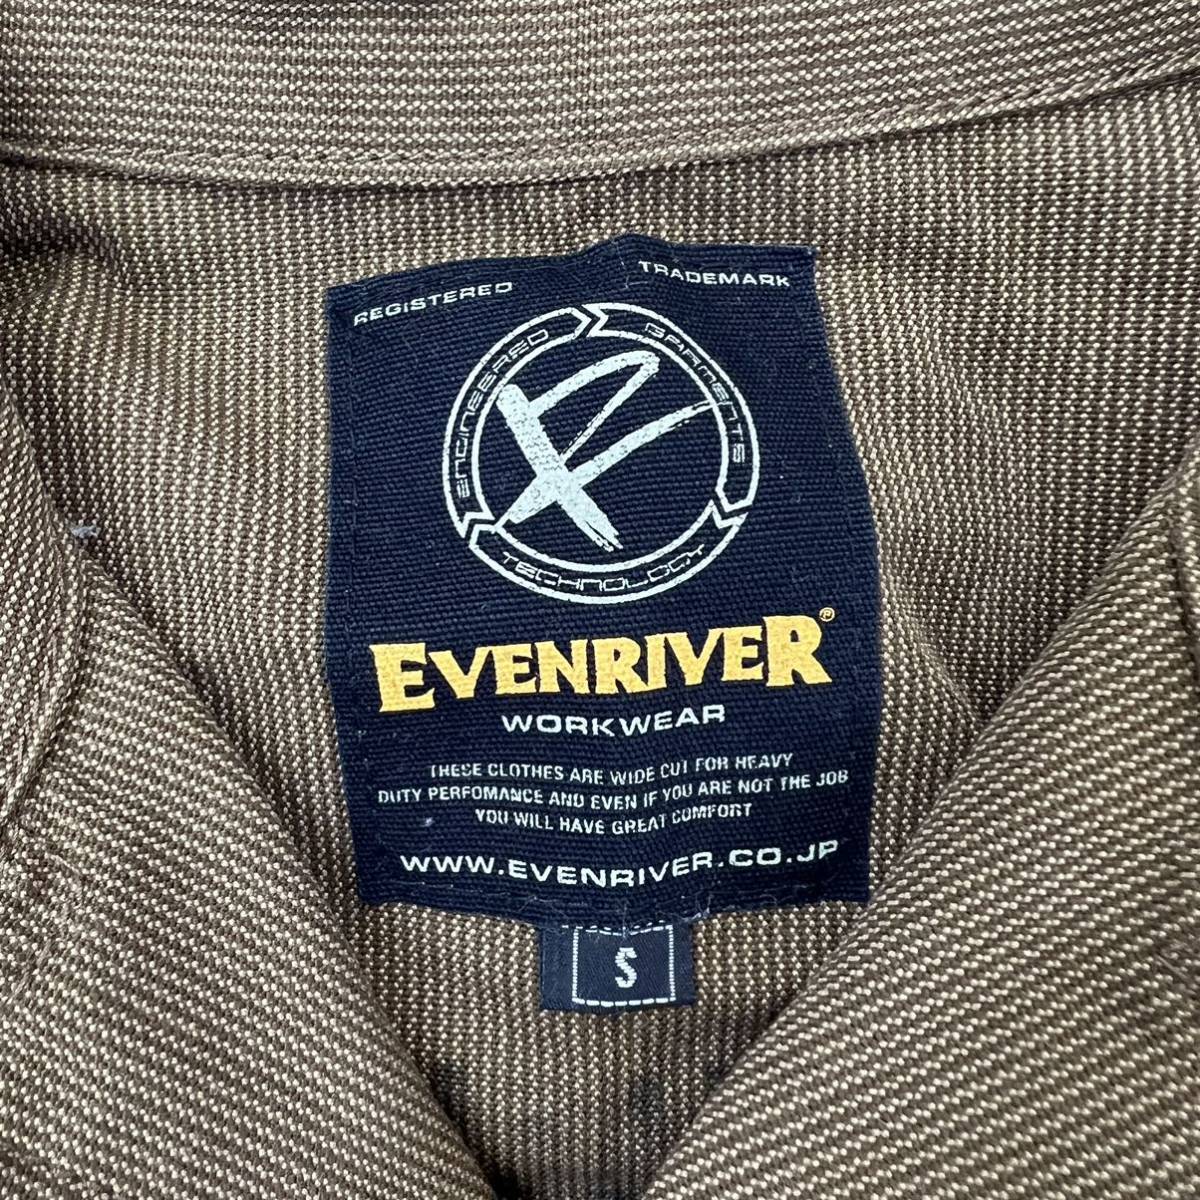 REGISTERED TRADEMARK
ENGINEERED GARMENTS
TECHNOLOGY
EVENRIVER®
WORKWEAR
THESE CLOTHES ARE WIDE CUT FOR HEAVY
DUTY PERFOMANCE AND EVEN IF YOU ARE NOT THE JOB
YOU WILL HAVE GREAT COMFORT
WWW.EVENRIVER.CO.JP
S